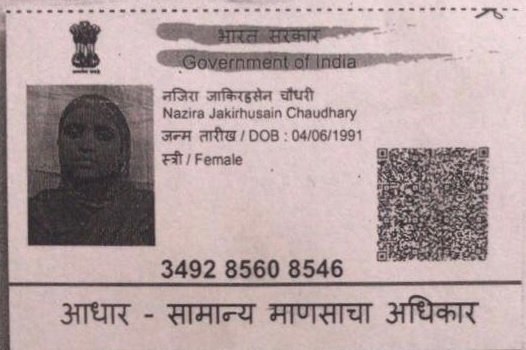 भारत सरकार
Government of India
नजिरा जाकिरहुसेन चौधरी
Nazira Jakirhusain Chaudhary
जन्म तारीख / DOB : 04/06/1991
स्त्री / Female
3492 8560 8546
आधार - सामान्य माणसाचा अधिकार